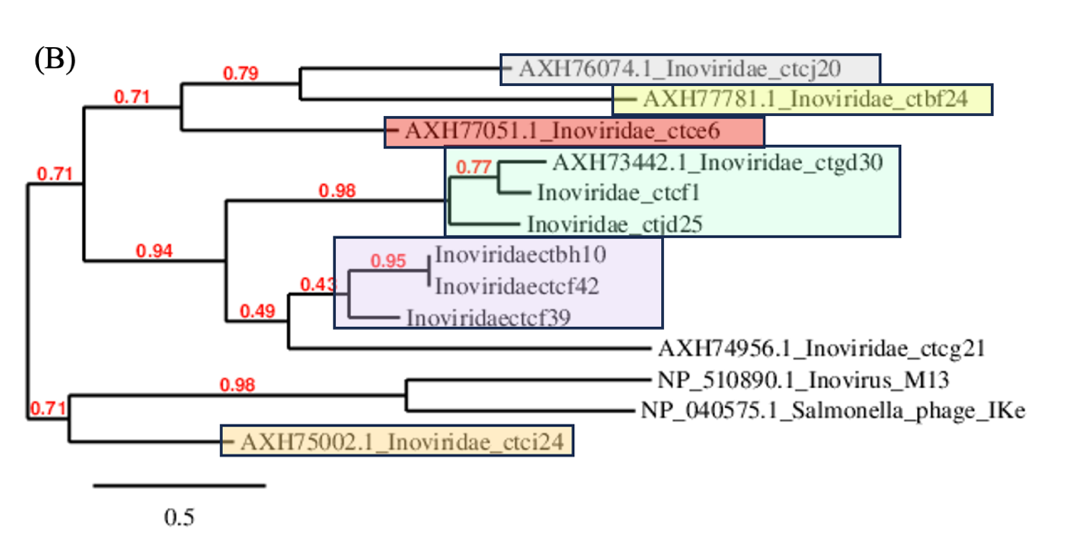 (B)
0.79
AXH76074.1_Inoviridae_ctcj20
0.71
AXH77781.1_Inoviridae_ctbf24
AXH77051.1_Inoviridae_ctce6
0.71
0.77
AXH73442.1_Inoviridae_ctgd30
0.98
Inoviridae_ctcf1
Inoviridae_ctjd25
0.94
0.95
Inoviridaectbh10
0.43
Inoviridaectcf42
0.49
Inoviridaectcf39
AXH74956.1_Inoviridae_ctcg21
0.98
NP_510890.1_Inovirus_M13
0.71
NP_040575.1_Salmonella_phage_IKe
AXH75002.1_Inoviridae_ctci24
0.5